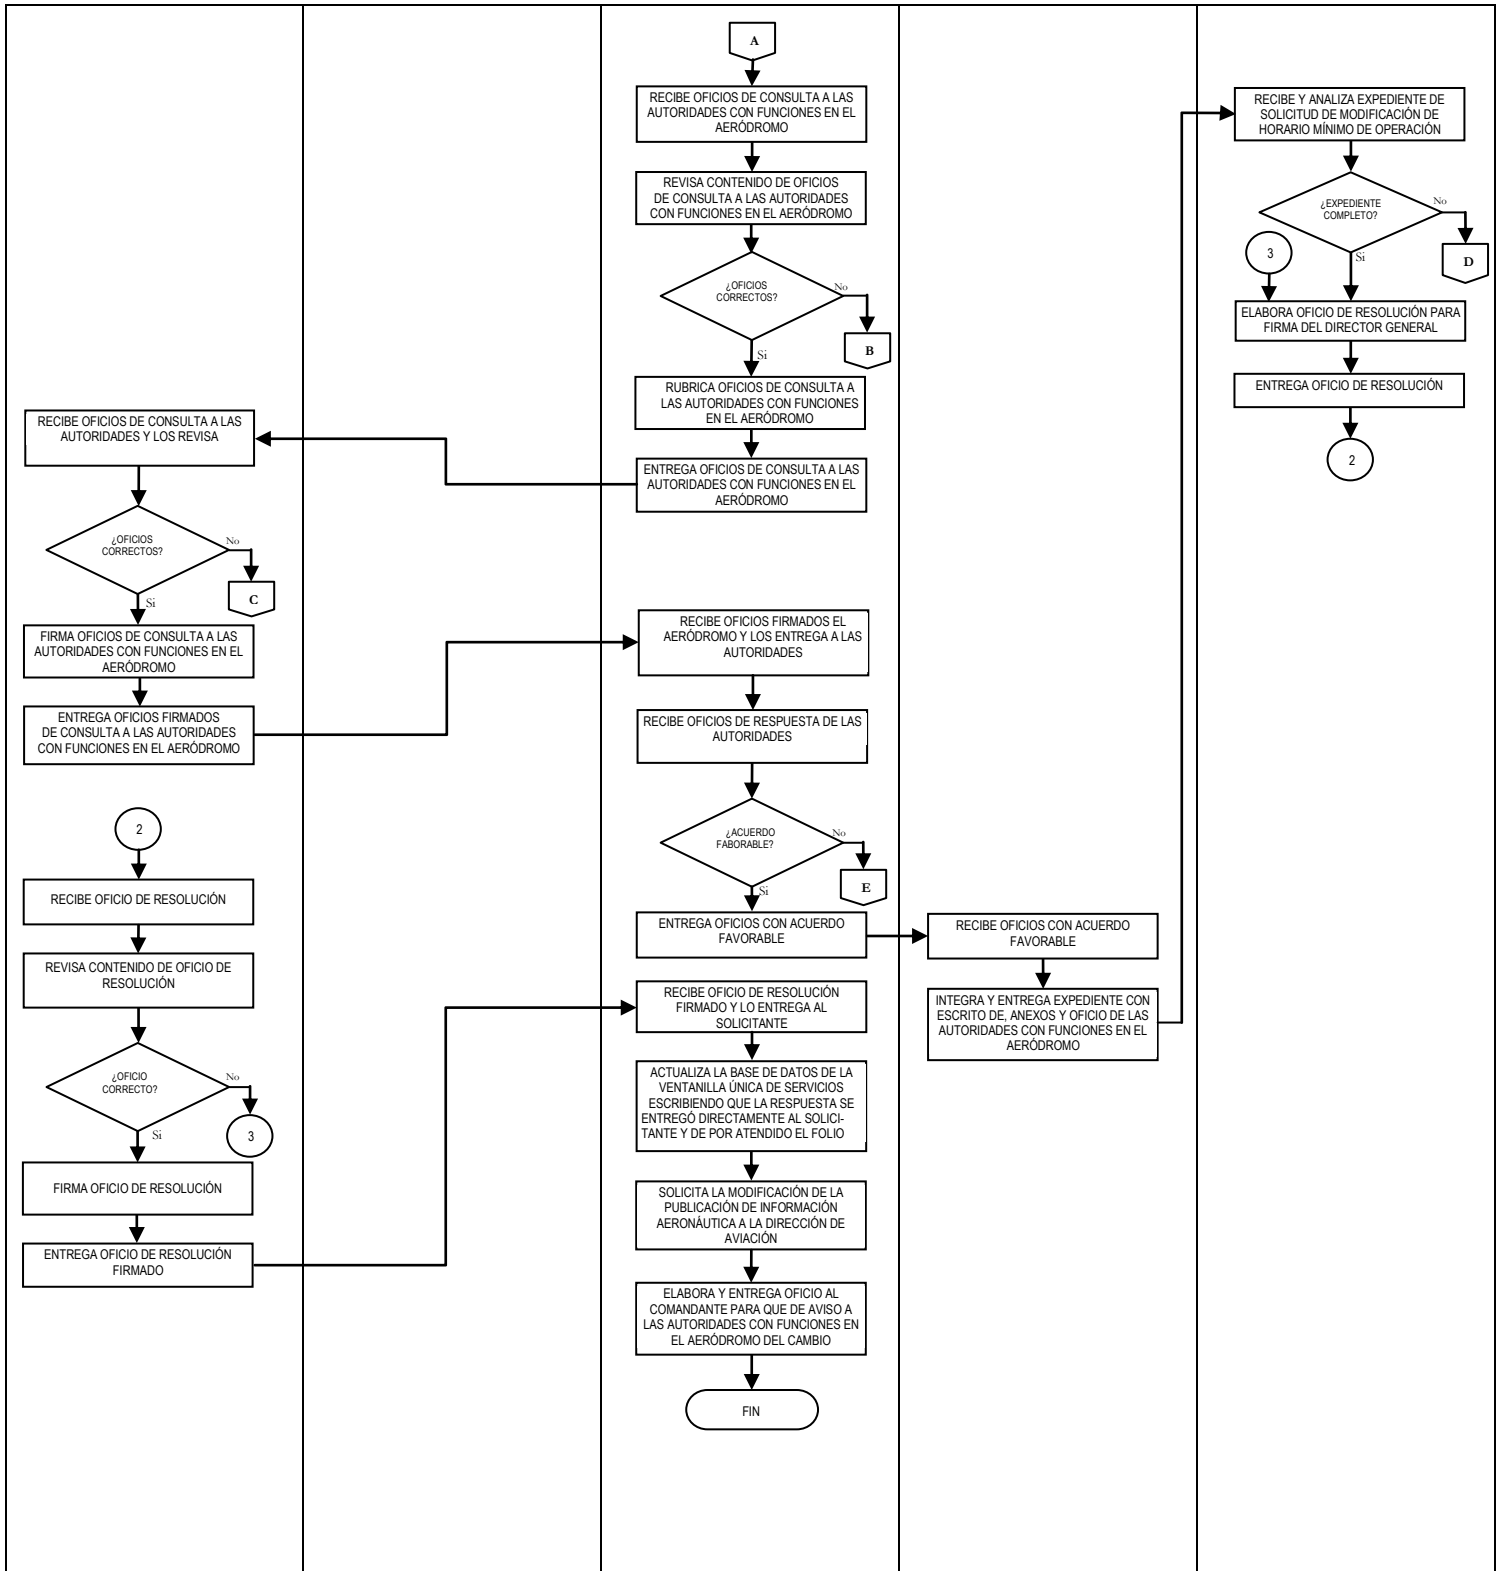 A
RECIBE OFICIOS DE CONSULTA A LAS
AUTORIDADES CON FUNCIONES EN EL
AERÓDROMO
REVISA CONTENIDO DE OFICIOS
DE CONSULTA A LAS AUTORIDADES
CON FUNCIONES EN EL AERÓDROMO
¿OFICIOS
CORRECTOS?
No
B
Si
RUBRICA OFICIOS DE CONSULTA A
LAS AUTORIDADES CON FUNCIONES
EN EL AERÓDROMO
ENTREGA OFICIOS DE CONSULTA A LAS
AUTORIDADES CON FUNCIONES EN EL
AERÓDROMO
RECIBE OFICIOS DE CONSULTA A LAS
AUTORIDADES Y LOS REVISA
¿OFICIOS
CORRECTOS?
No
C
Si
FIRMA OFICIOS DE CONSULTA A LAS
AUTORIDADES CON FUNCIONES EN EL
AERÓDROMO
ENTREGA OFICIOS FIRMADOS
DE CONSULTA A LAS AUTORIDADES
CON FUNCIONES EN EL AERÓDROMO
RECIBE OFICIOS FIRMADOS EL
AERÓDROMO Y LOS ENTREGA A LAS
AUTORIDADES
RECIBE OFICIOS DE RESPUESTA DE LAS
AUTORIDADES
¿ACUERDO
FABORABLE?
No
E
Si
ENTREGA OFICIOS CON ACUERDO
FAVORABLE
RECIBE OFICIOS CON ACUERDO
FAVORABLE
INTEGRA Y ENTREGA EXPEDIENTE CON
ESCRITO DE, ANEXOS Y OFICIO DE LAS
AUTORIDADES CON FUNCIONES EN EL
AERÓDROMO
RECIBE Y ANALIZA EXPEDIENTE DE
SOLICITUD DE MODIFICACIÓN DE
HORARIO MÍNIMO DE OPERACIÓN
¿EXPEDIENTE
COMPLETO?
No
D
Si
3
ELABORA OFICIO DE RESOLUCIÓN PARA
FIRMA DEL DIRECTOR GENERAL
ENTREGA OFICIO DE RESOLUCIÓN
2
2
RECIBE OFICIO DE RESOLUCIÓN
REVISA CONTENIDO DE OFICIO DE
RESOLUCIÓN
¿OFICIO
CORRECTO?
No
3
Si
FIRMA OFICIO DE RESOLUCIÓN
ENTREGA OFICIO DE RESOLUCIÓN
FIRMADO
RECIBE OFICIO DE RESOLUCIÓN
FIRMADO Y LO ENTREGA AL
SOLICITANTE
ACTUALIZA LA BASE DE DATOS DE LA
VENTANILLA ÚNICA DE SERVICIOS
ESCRIBIENDO QUE LA RESPUESTA SE
ENTREGÓ DIRECTAMENTE AL SOLICI-
TANTE Y DE POR ATENDIDO EL FOLIO
SOLICITA LA MODIFICACIÓN DE LA
PUBLICACIÓN DE INFORMACIÓN
AERONÁUTICA A LA DIRECCIÓN DE
AVIACIÓN
ELABORA Y ENTREGA OFICIO AL
COMANDANTE PARA QUE DE AVISO A
LAS AUTORIDADES CON FUNCIONES EN
EL AERÓDROMO DEL CAMBIO
FIN